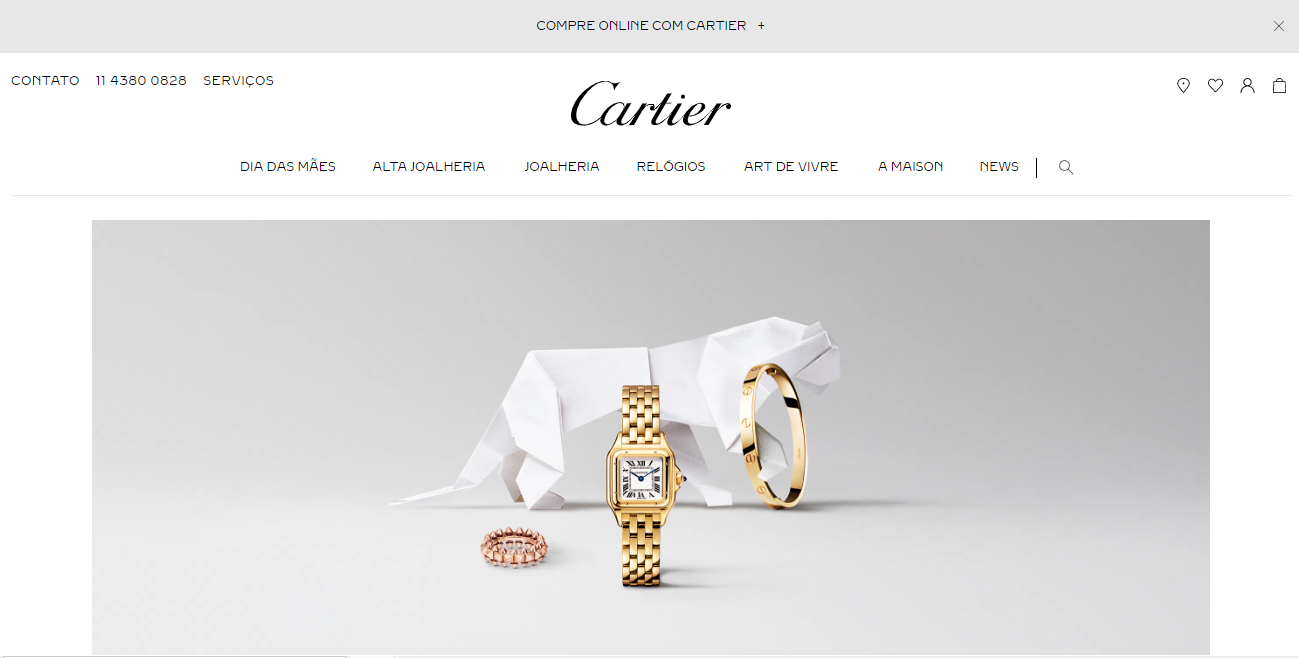 COMPRE ONLINE COM CARTIER +
CONTATO 11 4380 0828 SERVIÇOS
Cartier
DIA DAS MÃES ALTA JOALHERIA JOALHERIA RELÓGIOS ART DE VIVRE A MAISON NEWS